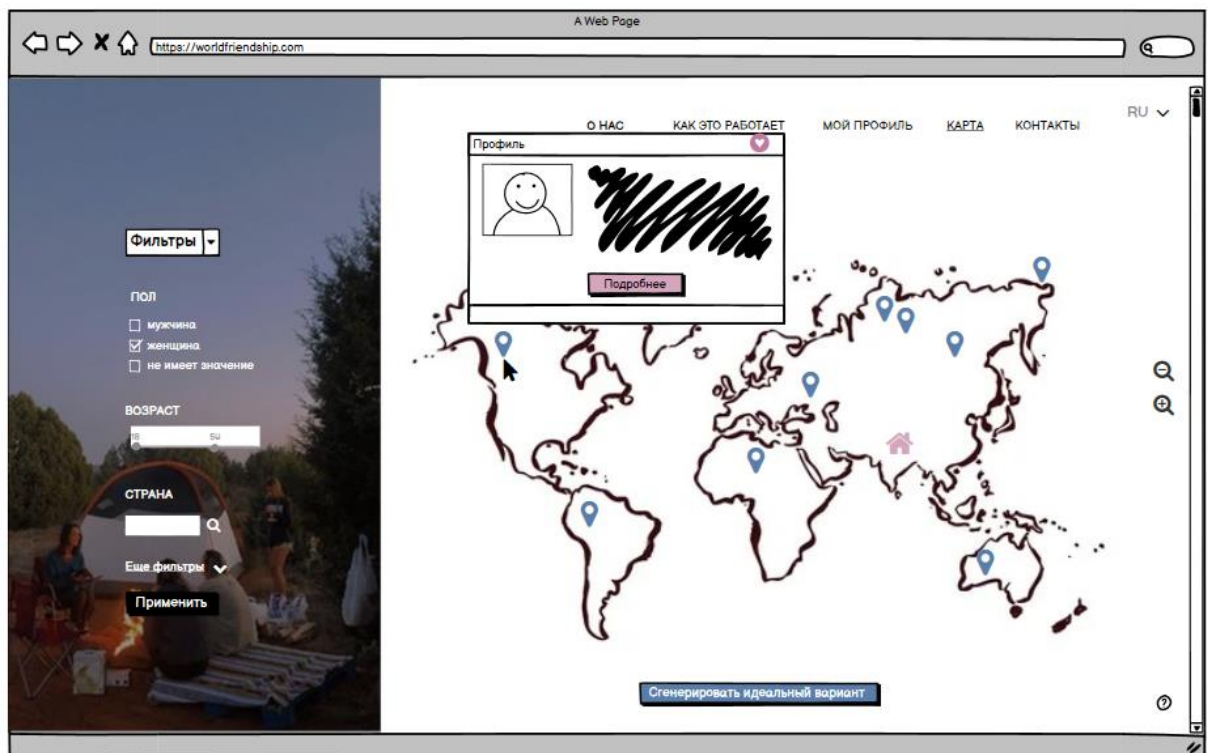 A Web Page
https://worldfriendship.com
RU
О НАС КАК ЭТО РАБОТАЕТ МОЙ ПРОФИЛЬ КАРТА КОНТАКТЫ
Профиль
Подробнее
Фильтры
ПОЛ
мужчина
женщина
не имеет значение
ВОЗРАСТ
18 50
СТРАНА
Еще фильтры
Применить
Сгенерировать идеальный вариант